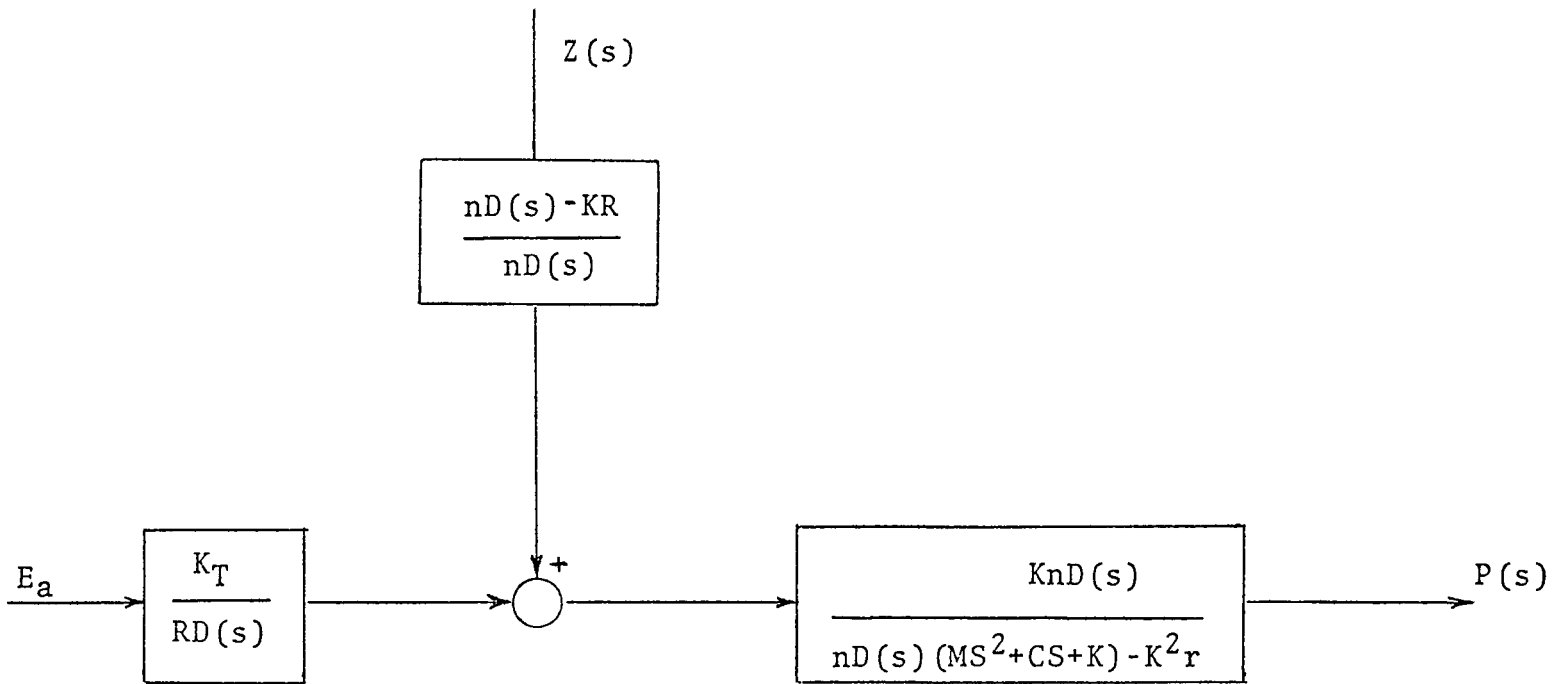 Z(s)
nD(s)-KR
nD(s)
+
E_a
K_T
RD(s)
KnD(s)
nD(s)(MS²+CS+K)-K²r
P(s)